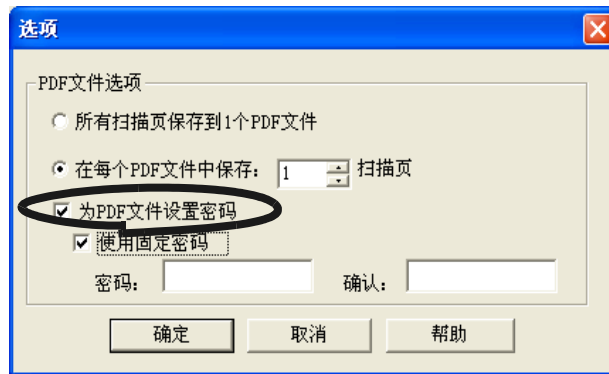 选项
PDF文件选项
所有扫描页保存到1个PDF文件
在每个PDF文件中保存： 1 扫描页
为PDF文件设置密码
使用固定密码
密码： 确认：
确定 取消 帮助